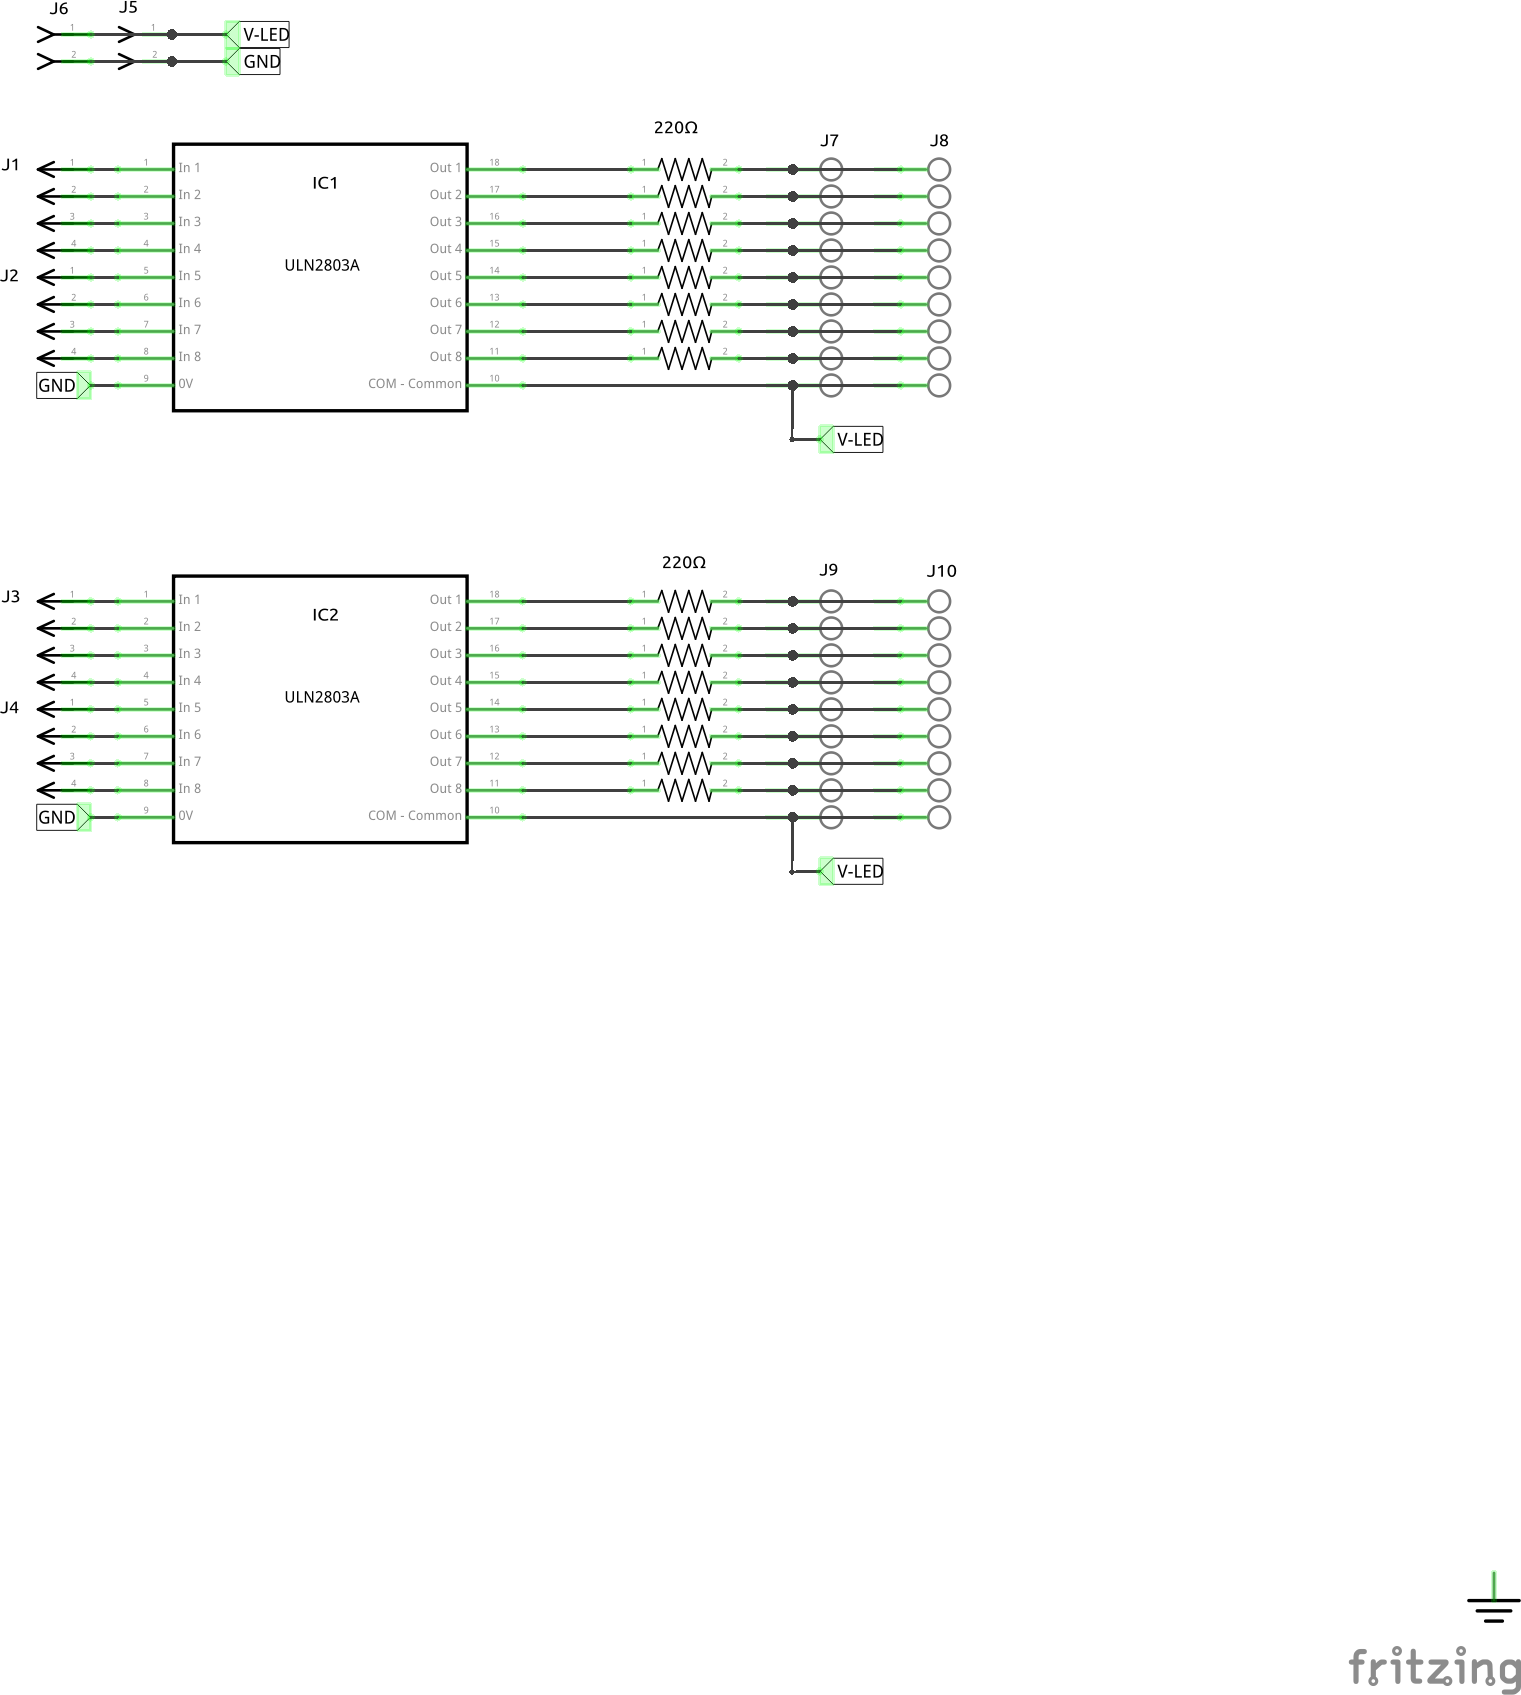 J6 J5
1 1 V-LED
2 2 GND
220Ω
J7 J8
J1 1 1 In 1 Out 1 18 1 2
IC1
2 2 In 2 Out 2 17 1 2
3 3 In 3 Out 3 16 1 2
4 4 In 4 Out 4 15 1 2
ULN2803A
J2 1 5 In 5 Out 5 14 1 2
2 6 In 6 Out 6 13 1 2
3 7 In 7 Out 7 12 1 2
4 8 In 8 Out 8 11 1 2
GND 9 0V COM - Common 10
V-LED
220Ω
J9 J10
J3 1 1 In 1 Out 1 18 1 2
IC2
2 2 In 2 Out 2 17 1 2
3 3 In 3 Out 3 16 1 2
4 4 In 4 Out 4 15 1 2
ULN2803A
J4 1 5 In 5 Out 5 14 1 2
2 6 In 6 Out 6 13 1 2
3 7 In 7 Out 7 12 1 2
4 8 In 8 Out 8 11 1 2
GND 9 0V COM - Common 10
V-LED
fritzing